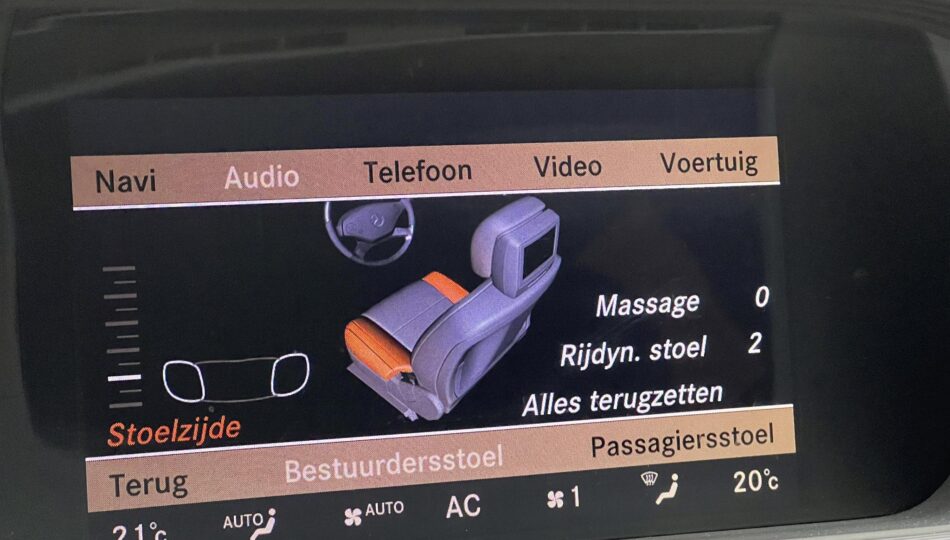 Navi Audio Telefoon Video Voertuig
Massage 0
Rijdyn. stoel 2
Alles terugzetten
Stoelzijde
Terug Bestuurdersstoel Passagiersstoel
21°C AUTO AUTO AC 1 20°C